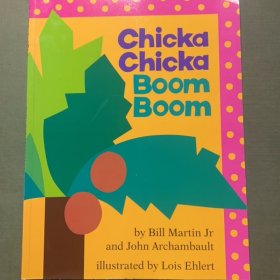 Chicka
Chicka
Boom
Boom
by Bill Martin Jr
and John Archambault
illustrated by Lois Ehlert